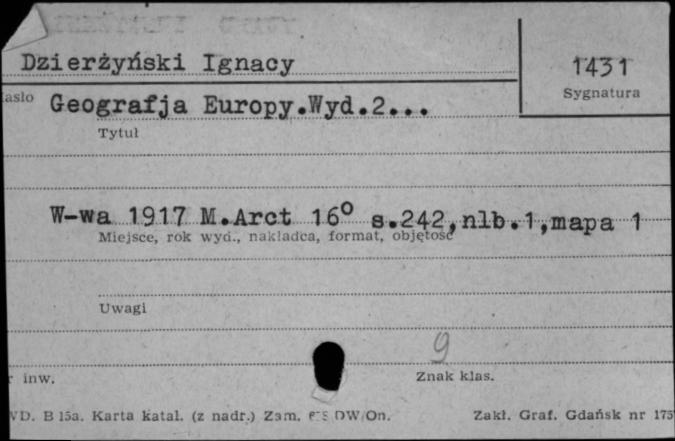 Dzierżyński Ignacy
1431
Sygnatura
asło
Geografja Europy.Wyd.2...
Tytuł
W-wa 1917 M.Arct 16° s.242,nlb.1,mapa 1
Miejsce, rok wyd., nakładca, format, objętość
Uwagi
9
r inw.
Znak klas.
VD. B 15a. Karta katal. (z nadr.) Zam. DW/On.
Zakł. Graf. Gdańsk nr 175